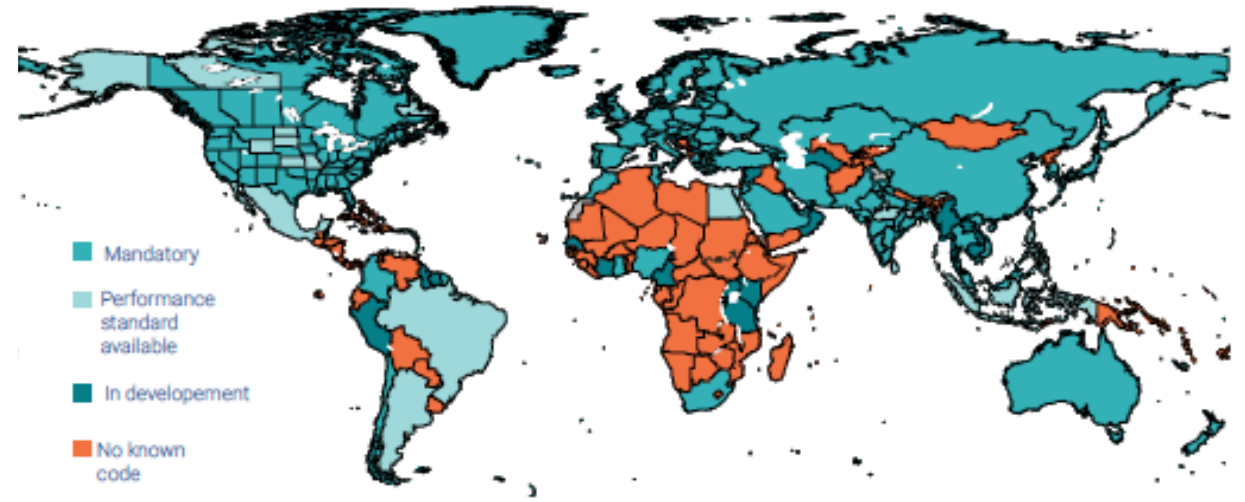 Mandatory
Performance
standard
available
In developement
No known
code